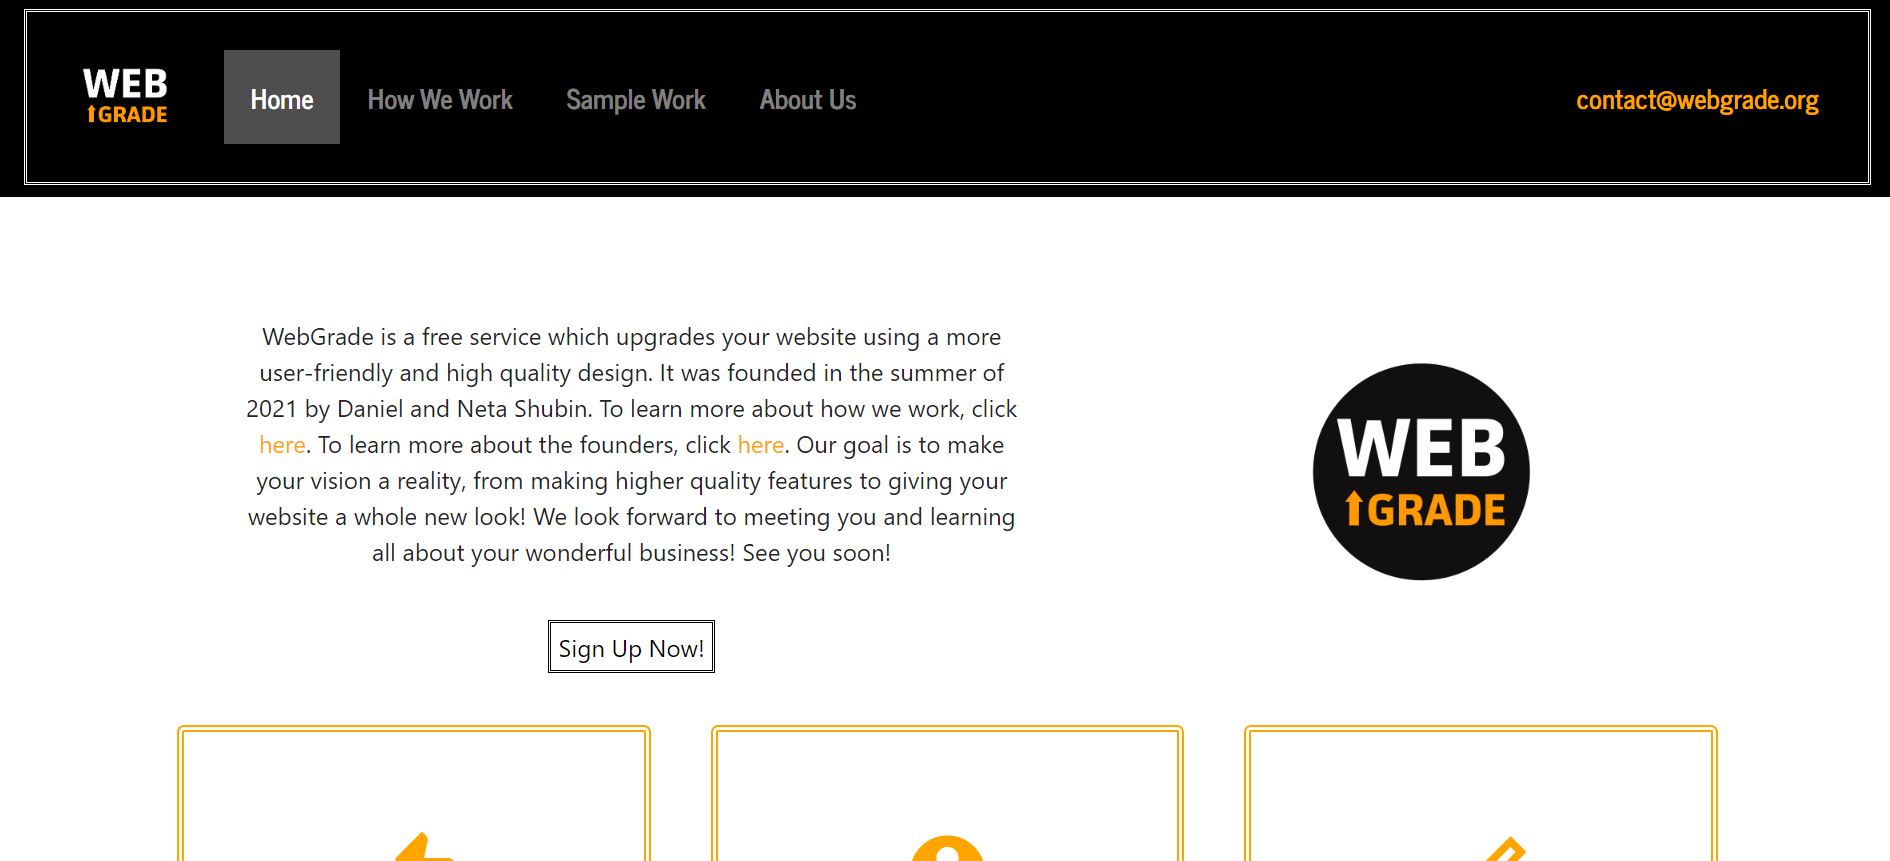 WEB
GRADE
Home How We Work Sample Work About Us contact@webgrade.org
WebGrade is a free service which upgrades your website using a more
user-friendly and high quality design. It was founded in the summer of
2021 by Daniel and Neta Shubin. To learn more about how we work, click
here. To learn more about the founders, click here. Our goal is to make
your vision a reality, from making higher quality features to giving your
website a whole new look! We look forward to meeting you and learning
all about your wonderful business! See you soon!
Sign Up Now!
WEB
GRADE